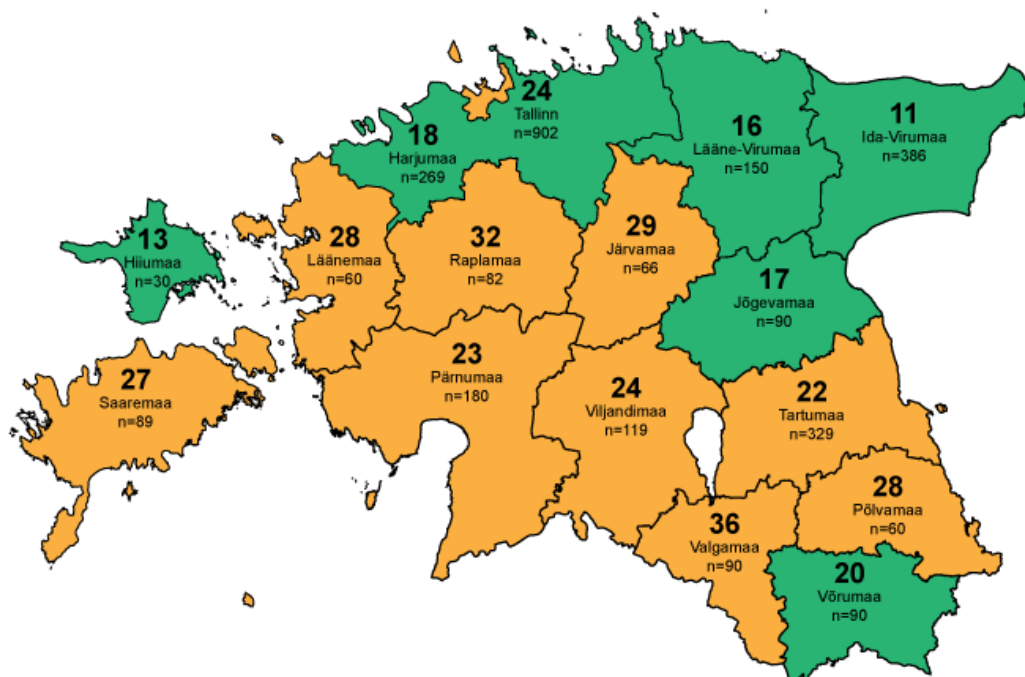 24
Tallinn
n=902
18
Harjumaa
n=269
16
Lääne-Virumaa
n=150
11
Ida-Virumaa
n=386
13
Hiiumaa
n=30
28
Läänemaa
n=60
32
Raplamaa
n=82
29
Järvamaa
n=66
17
Jõgevamaa
n=90
27
Saaremaa
n=89
23
Pärnumaa
n=180
24
Viljandimaa
n=119
22
Tartumaa
n=329
36
Valgamaa
n=90
28
Põlvamaa
n=60
20
Võrumaa
n=90